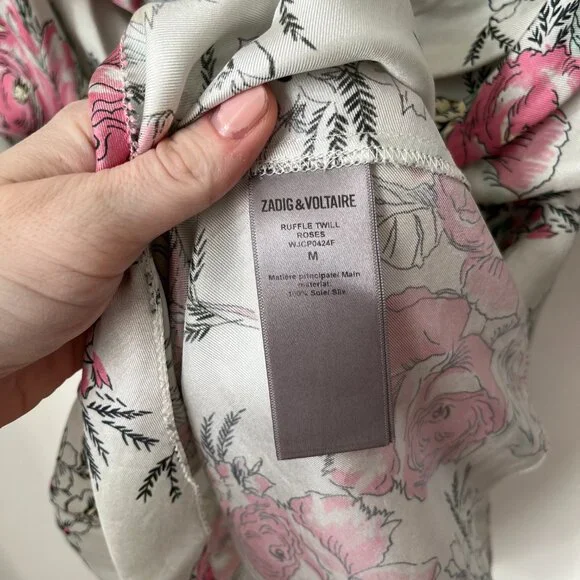 ZADIG & VOLTAIRE
RUFFLE TWILL
ROSES
WJCP0424F
M
Matière principale/ Main
material:
100% Soie/ Silk